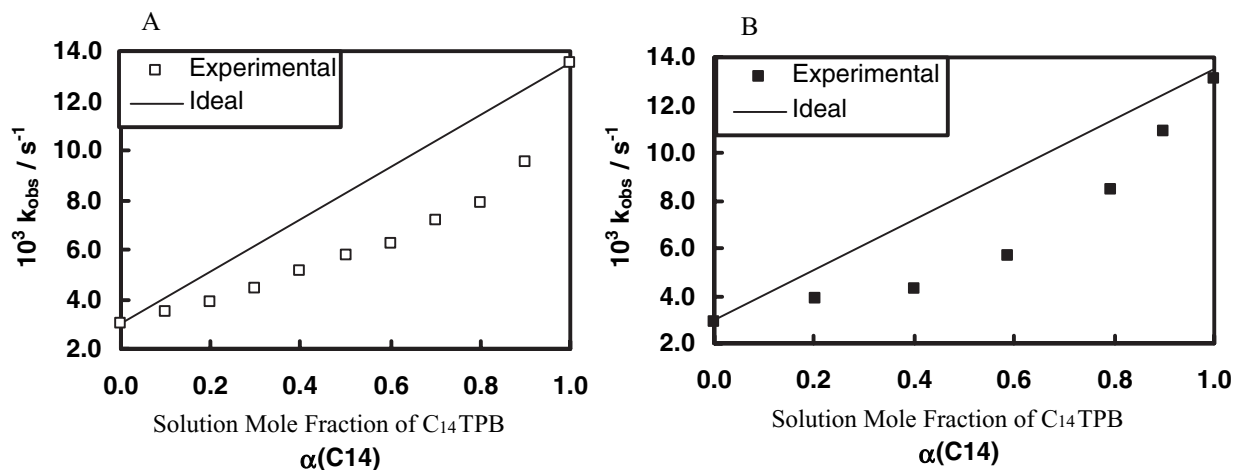 A
Experimental
Ideal
14.0
12.0
10.0
8.0
6.0
4.0
2.0
10³ kobs / s⁻¹
0.0 0.2 0.4 0.6 0.8 1.0
Solution Mole Fraction of C₁₄TPB
α(C14)
B
Experimental
Ideal
14.0
12.0
10.0
8.0
6.0
4.0
2.0
10³ kobs / s⁻¹
0.0 0.2 0.4 0.6 0.8 1.0
Solution Mole Fraction of C₁₄TPB
α(C14)